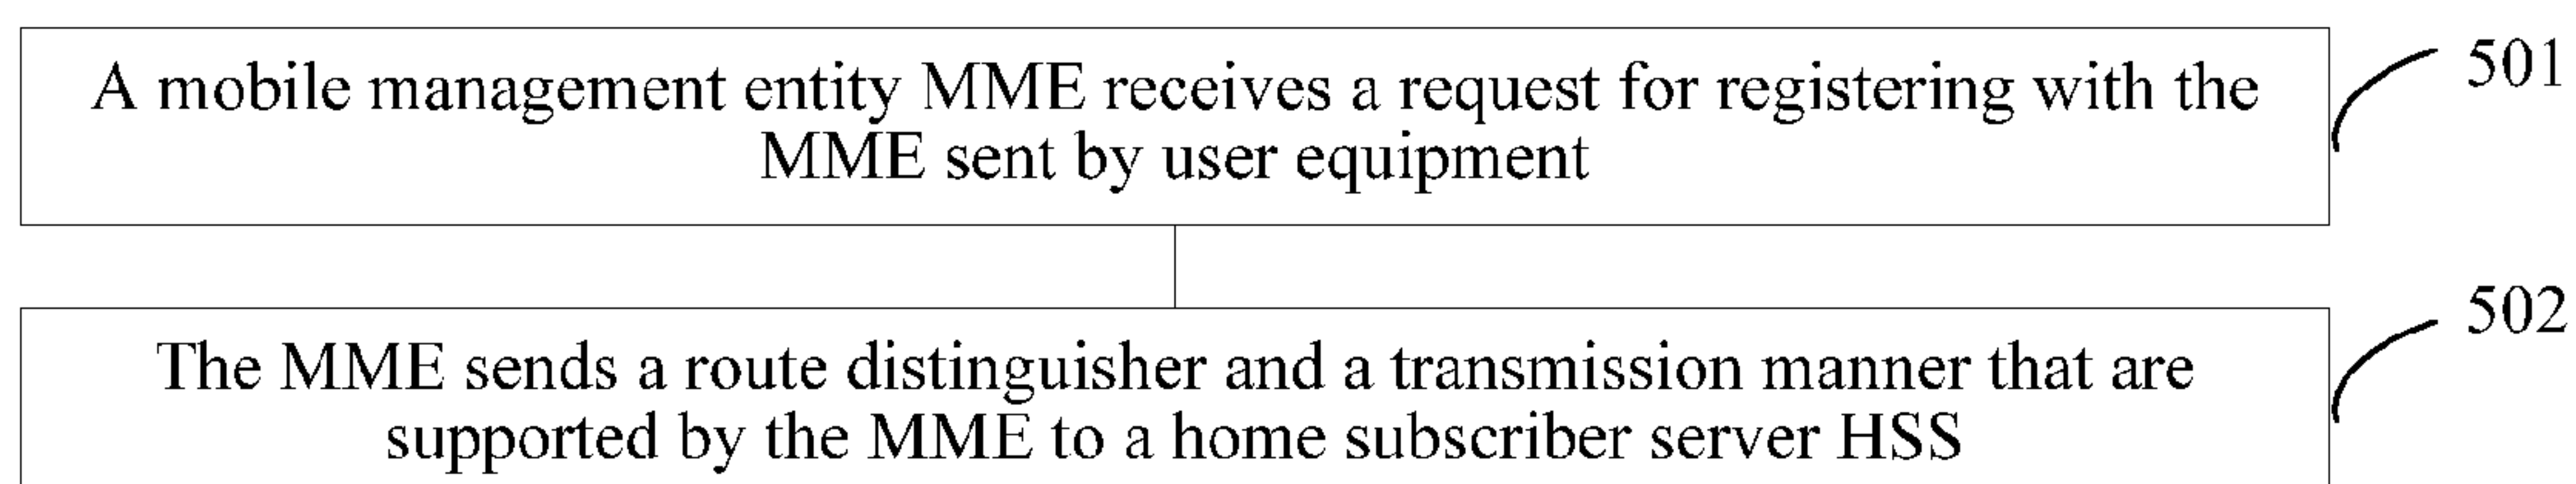 A mobile management entity MME receives a request for registering with the
MME sent by user equipment
501
The MME sends a route distinguisher and a transmission manner that are
supported by the MME to a home subscriber server HSS
502